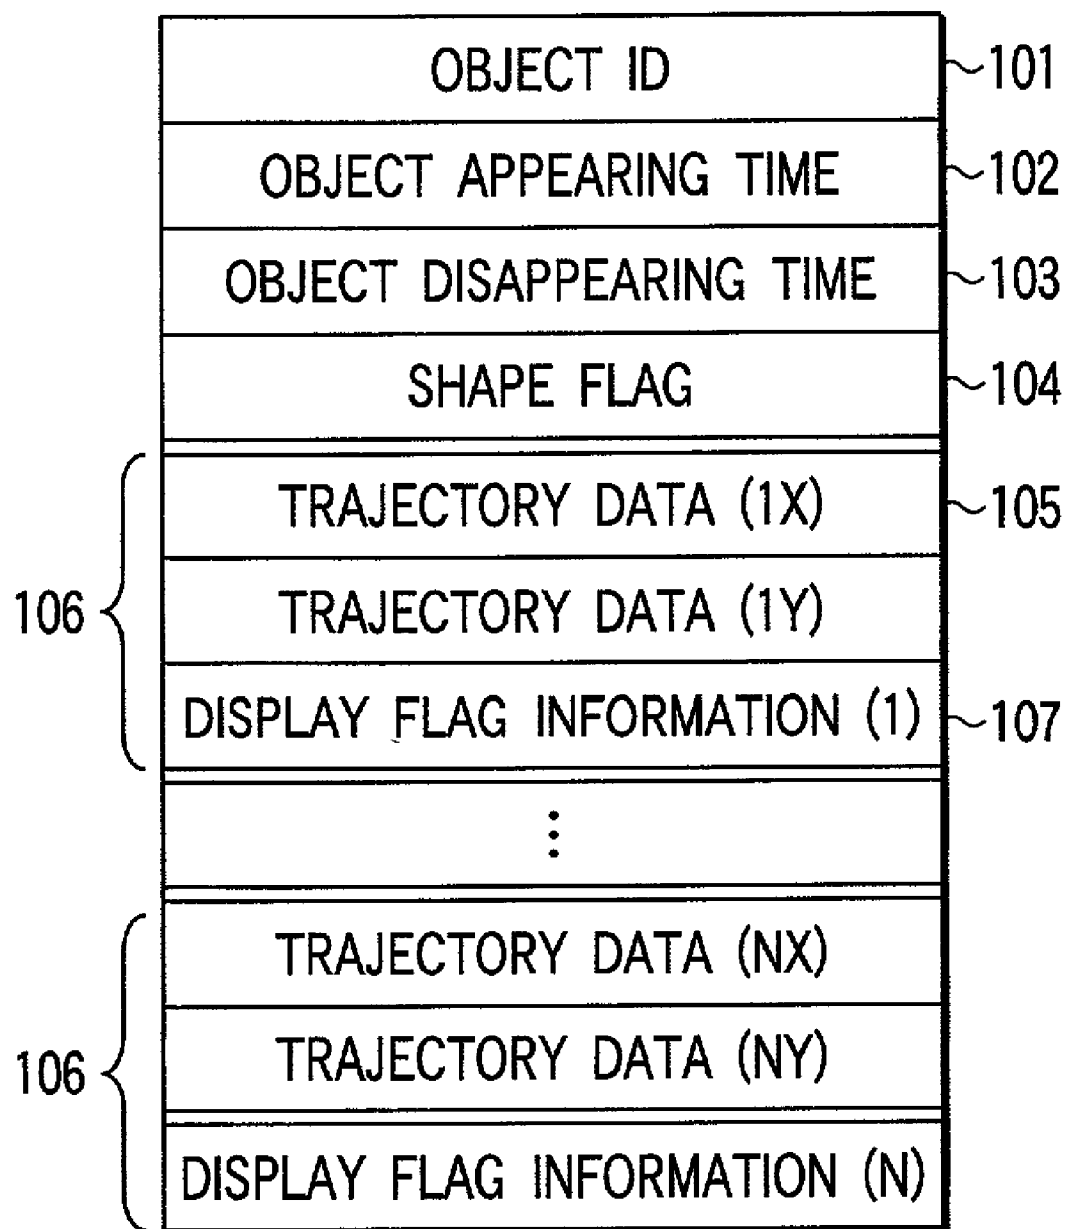 OBJECT ID ~101
OBJECT APPEARING TIME ~102
OBJECT DISAPPEARING TIME ~103
SHAPE FLAG ~104
TRAJECTORY DATA (1X) ~105
106 TRAJECTORY DATA (1Y)
DISPLAY FLAG INFORMATION (1) ~107
⋮
TRAJECTORY DATA (NX)
106 TRAJECTORY DATA (NY)
DISPLAY FLAG INFORMATION (N)